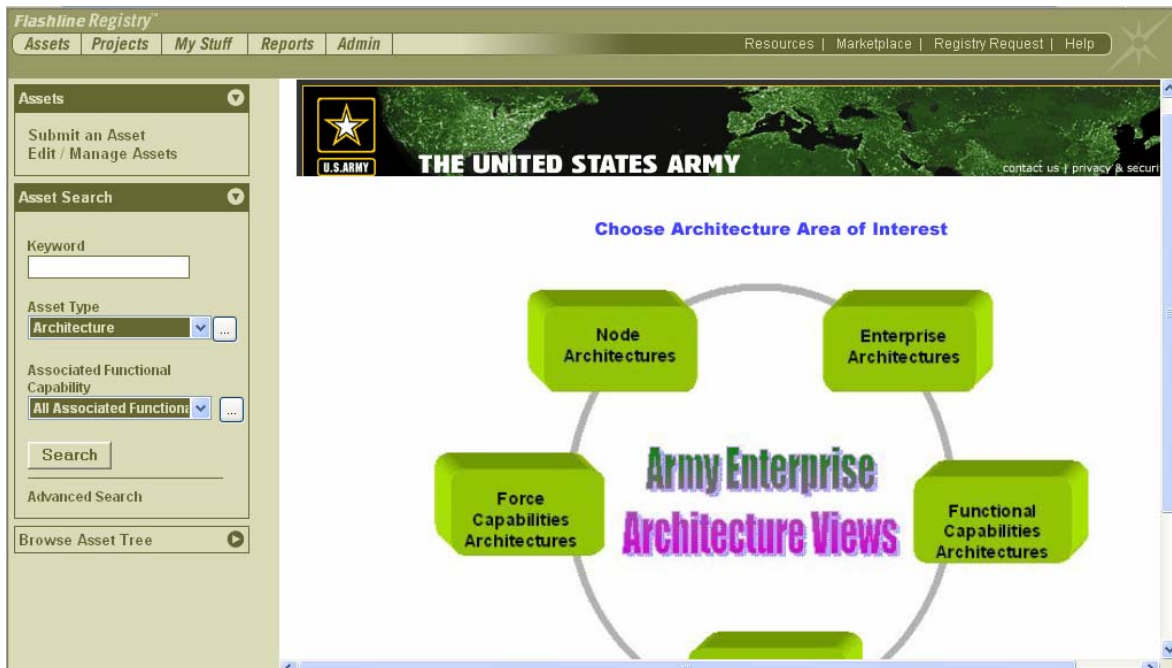 Flashline Registry™
Assets | Projects | My Stuff | Reports | Admin |
Resources | Marketplace | Registry Request | Help
Assets
Submit an Asset
Edit / Manage Assets
Asset Search
Keyword
Asset Type
Architecture
...
Associated Functional
Capability
All Associated Functiona
...
Search
Advanced Search
Browse Asset Tree
U.S.ARMY
THE UNITED STATES ARMY
contact us | privacy & securi
Choose Architecture Area of Interest
Node
Architectures
Enterprise
Architectures
Army Enterprise
Architecture Views
Force
Capabilities
Architectures
Functional
Capabilities
Architectures